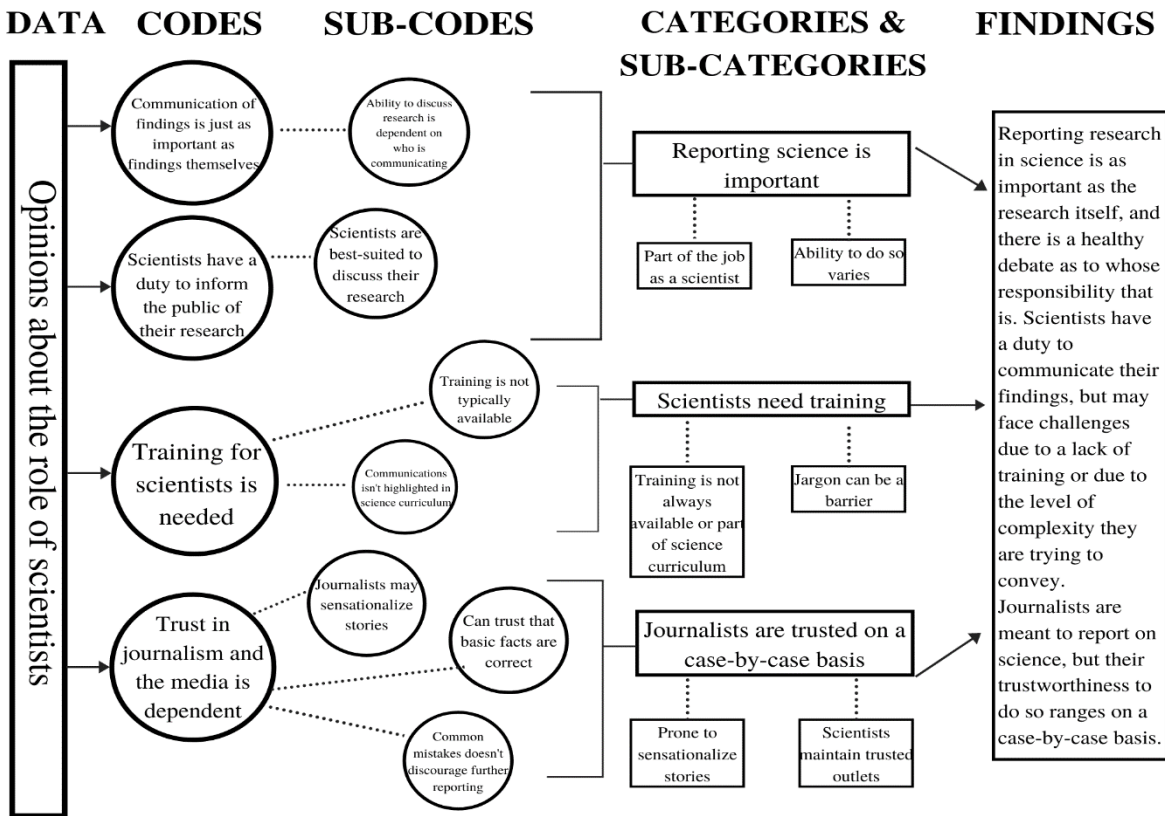 DATA
CODES
SUB-CODES
CATEGORIES &
SUB-CATEGORIES
FINDINGS
Opinions about the role of scientists
Communication of
findings is just as
important as
findings themselves
Ability to discuss
research is
dependent on
who is
communicating
Scientists have a
duty to inform
the public of
their research
Scientists are
best-suited to
discuss their
research
Training for
scientists is
needed
Training is not
typically
available
Communications
isn't highlighted in
science curriculum
Trust in
journalism and
the media is
dependent
Journalists may
sensationalize
stories
Can trust that
basic facts are
correct
Common
mistakes doesn't
discourage further
reporting
Reporting science is
important
Part of the job
as a scientist
Ability to do so
varies
Scientists need training
Training is not
always
available or part
of science
curriculum
Jargon can be a
barrier
Journalists are trusted on a
case-by-case basis
Prone to
sensationalize
stories
Scientists
maintain trusted
outlets
Reporting research
in science is as
important as the
research itself, and
there is a healthy
debate as to whose
responsibility that
is. Scientists have
a duty to
communicate their
findings, but may
face challenges
due to a lack of
training or due to
the level of
complexity they
are trying to
convey.
Journalists are
meant to report on
science, but their
trustworthiness to
do so ranges on a
case-by-case basis.